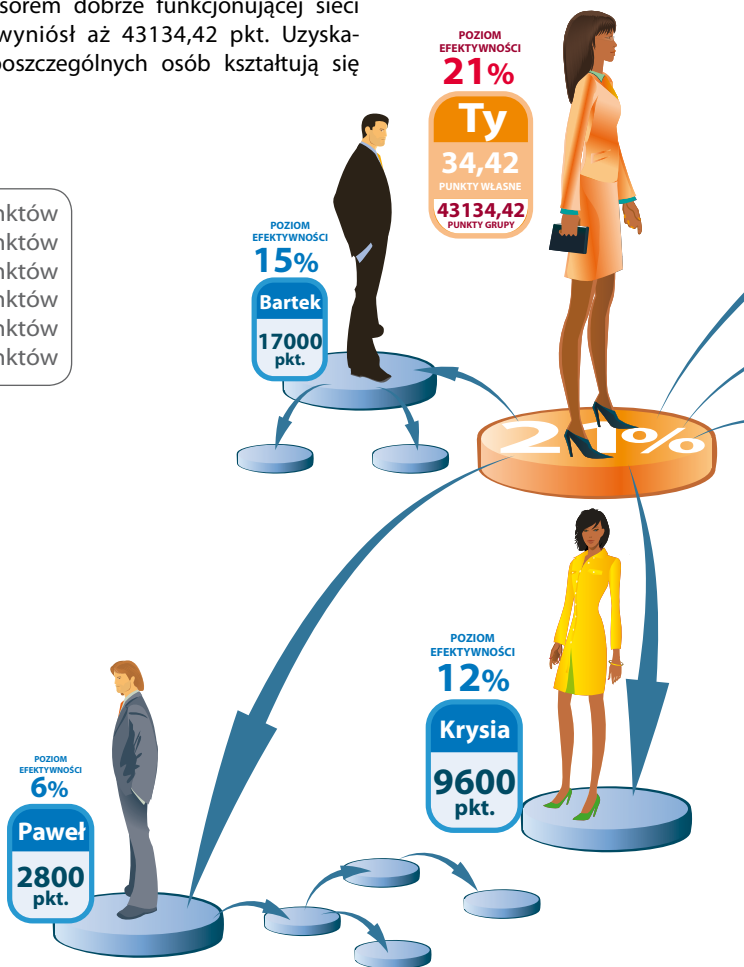 sorem dobrze funkcjonującej sieci
wyniósł aż 43134,42 pkt. Uzyska-
poszczególnych osób kształtują się
nktów
nktów
nktów
nktów
nktów
nktów
POZIOM
EFEKTYWNOŚCI
21%
Ty
34,42
PUNKTY WŁASNE
43134,42
PUNKTY GRUPY
POZIOM
EFEKTYWNOŚCI
15%
Bartek
17000
pkt.
21%
POZIOM
EFEKTYWNOŚCI
12%
Krysia
9600
pkt.
POZIOM
EFEKTYWNOŚCI
6%
Paweł
2800
pkt.